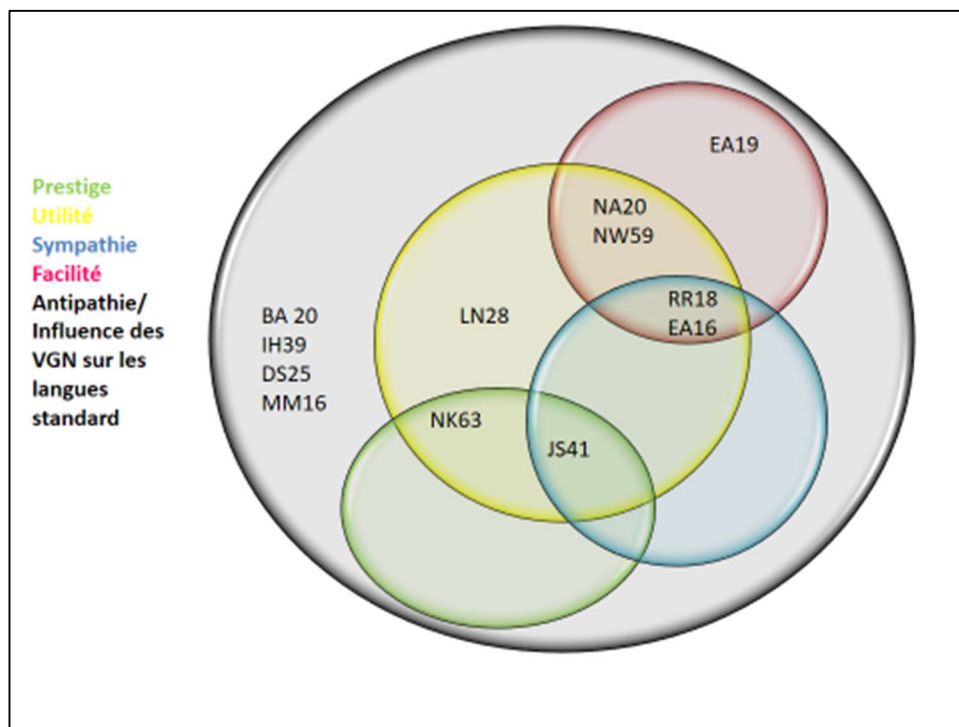 Prestige
Utilité
Sympathie
Facilité
Antipathie/
Influence des
VGN sur les
langues
standard
EA19
NA20
NW59
RR18
EA16
LN28
BA 20
IH39
DS25
MM16
NK63
JS41